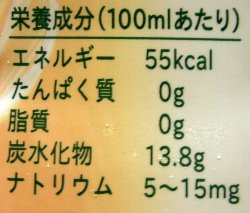 栄養成分(100mlあたり)
エネルギー 55kcal
たんぱく質 0g
脂質 0g
炭水化物 13.8g
ナトリウム 5〜15mg